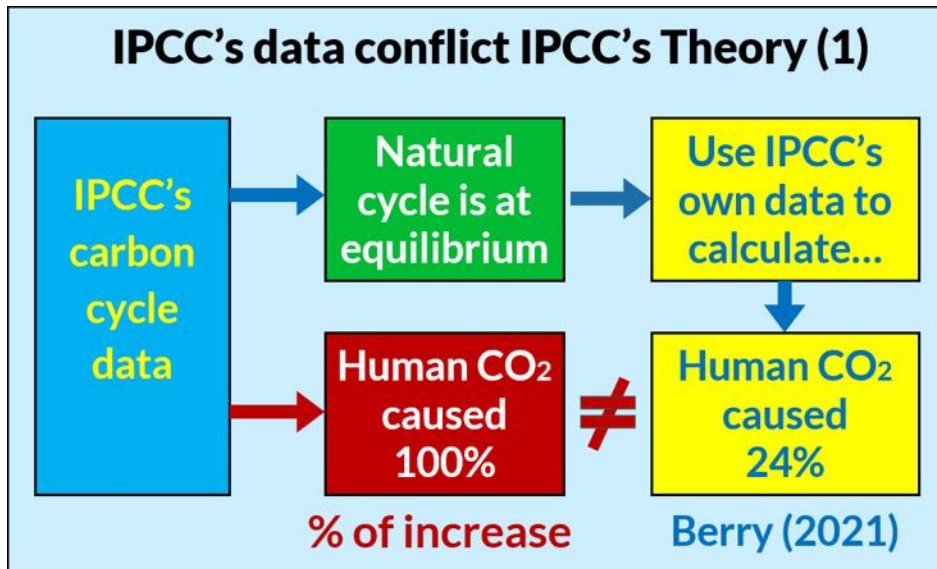 IPCC’s data conflict IPCC’s Theory (1)
IPCC’s
carbon
cycle
data
Natural
cycle is at
equilibrium
Use IPCC’s
own data to
calculate...
Human CO₂
caused
100%
≠
Human CO₂
caused
24%
% of increase
Berry (2021)